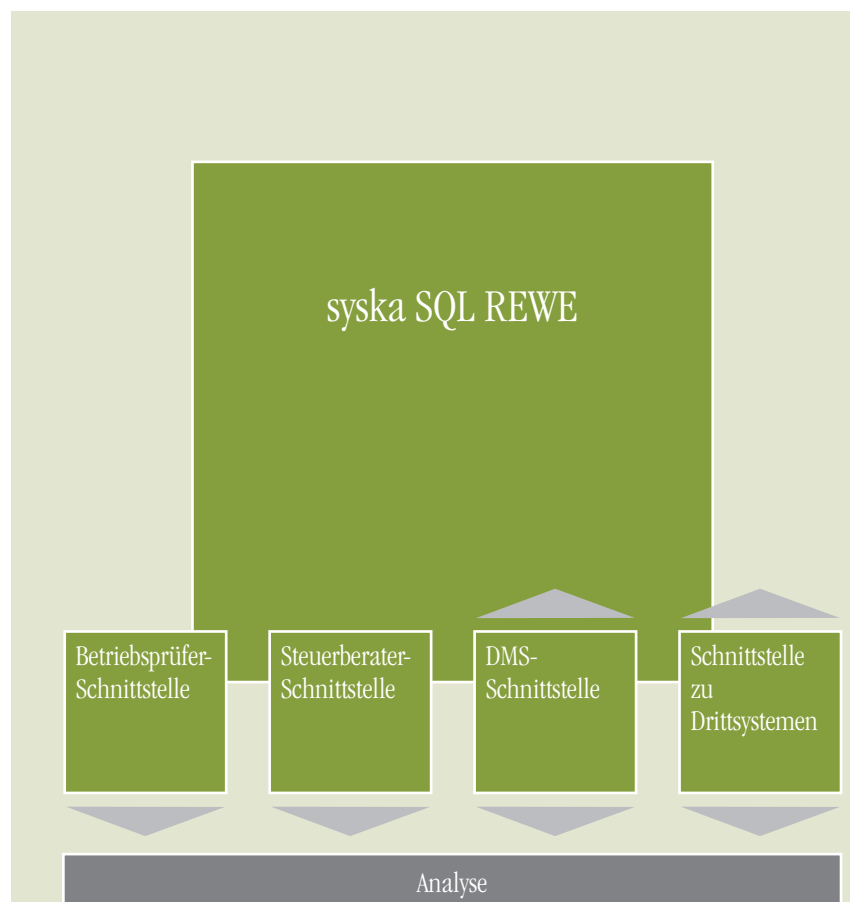 syska SQL REWE
Betriebsprüfer-
Schnittstelle
Steuerberater-
Schnittstelle
DMS-
Schnittstelle
Schnittstelle
zu
Drittsystemen
Analyse